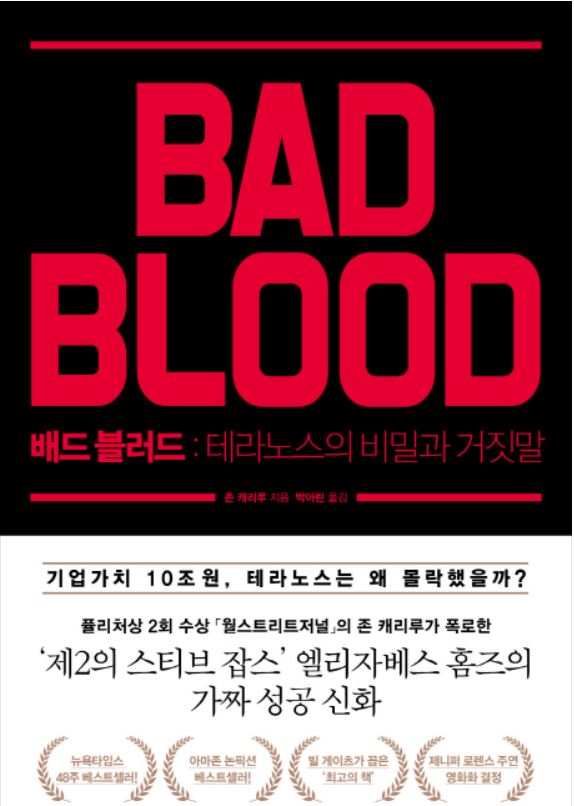 BAD
BLOOD
배드 블러드 : 테라노스의 비밀과 거짓말
존 캐리루 지음 박아린 옮김
기업가치 10조 원, 테라노스는 왜 몰락했을까?
퓰리처상 2회 수상 「월스트리트저널」의 존 캐리루가 폭로한
‘제2의 스티브 잡스’ 엘리자베스 홈즈의
가짜 성공 신화
뉴욕타임스
48주 베스트셀러!
아마존 논픽션
베스트셀러!
빌 게이츠가 꼽은
‘최고의 책’
제니퍼 로렌스 주연
영화화 결정